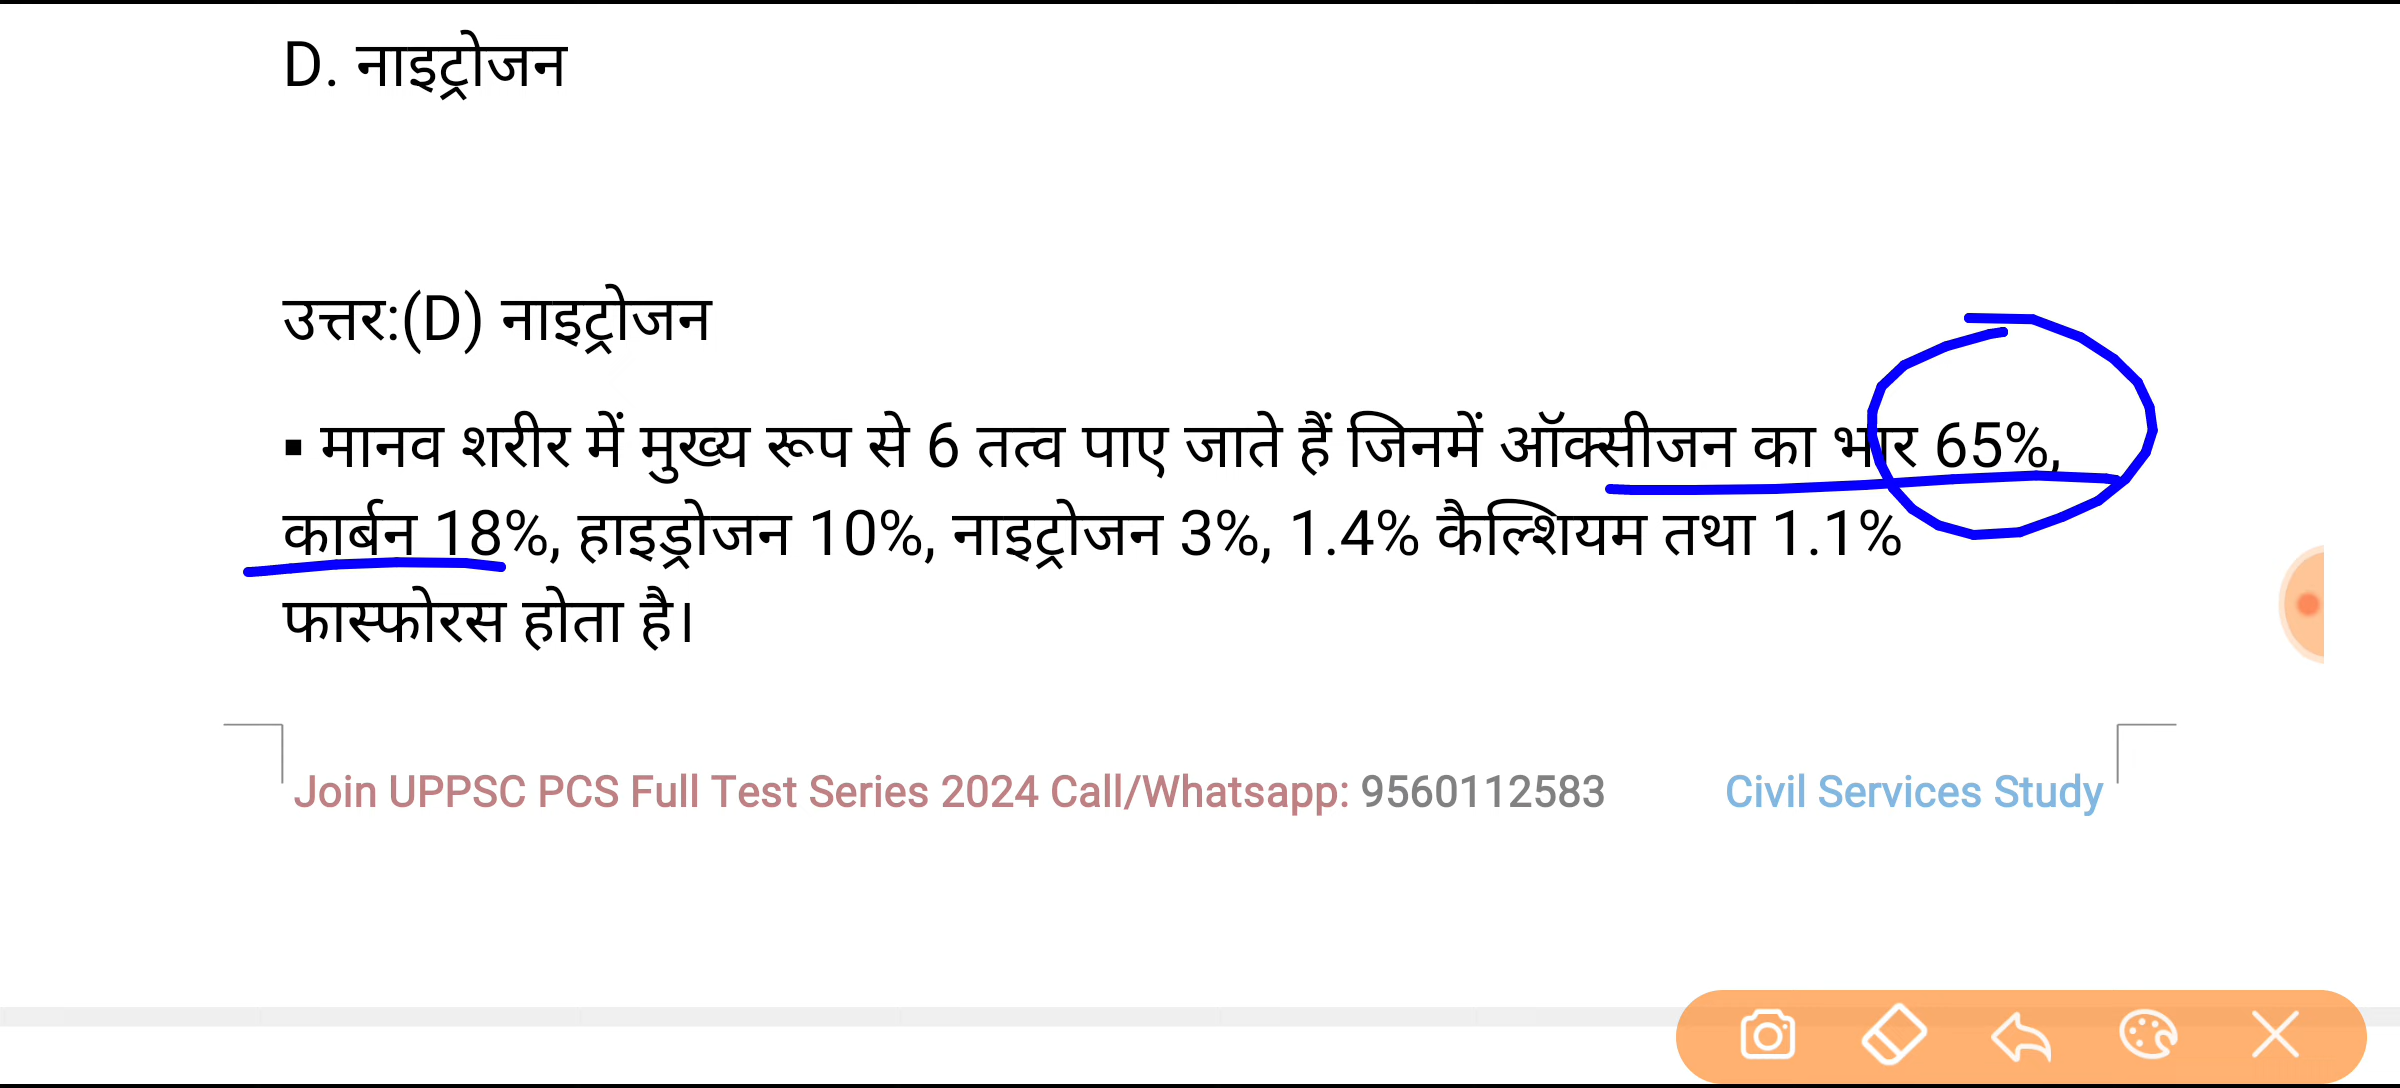 D. नाइट्रोजन
उत्तर:(D) नाइट्रोजन
▪ मानव शरीर में मुख्य रूप से 6 तत्व पाए जाते हैं जिनमें ऑक्सीजन का भार 65%,
कार्बन 18%, हाइड्रोजन 10%, नाइट्रोजन 3%, 1.4% कैल्शियम तथा 1.1%
फास्फोरस होता है।
Join UPPSC PCS Full Test Series 2024 Call/Whatsapp: 9560112583 Civil Services Study